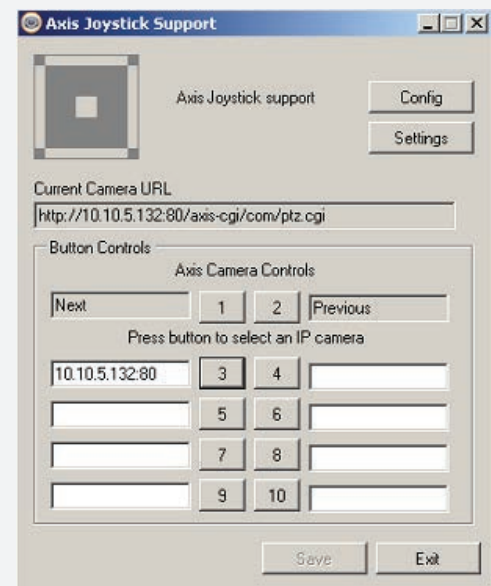 Axis Joystick Support
Axis Joystick support
Config
Settings
Current Camera URL
http://10.10.5.132:80/axis-cgi/com/ptz.cgi
Button Controls
Axis Camera Controls
Next 1 2 Previous
Press button to select an IP camera
10.10.5.132:80 3 4
5 6
7 8
9 10
Save Exit